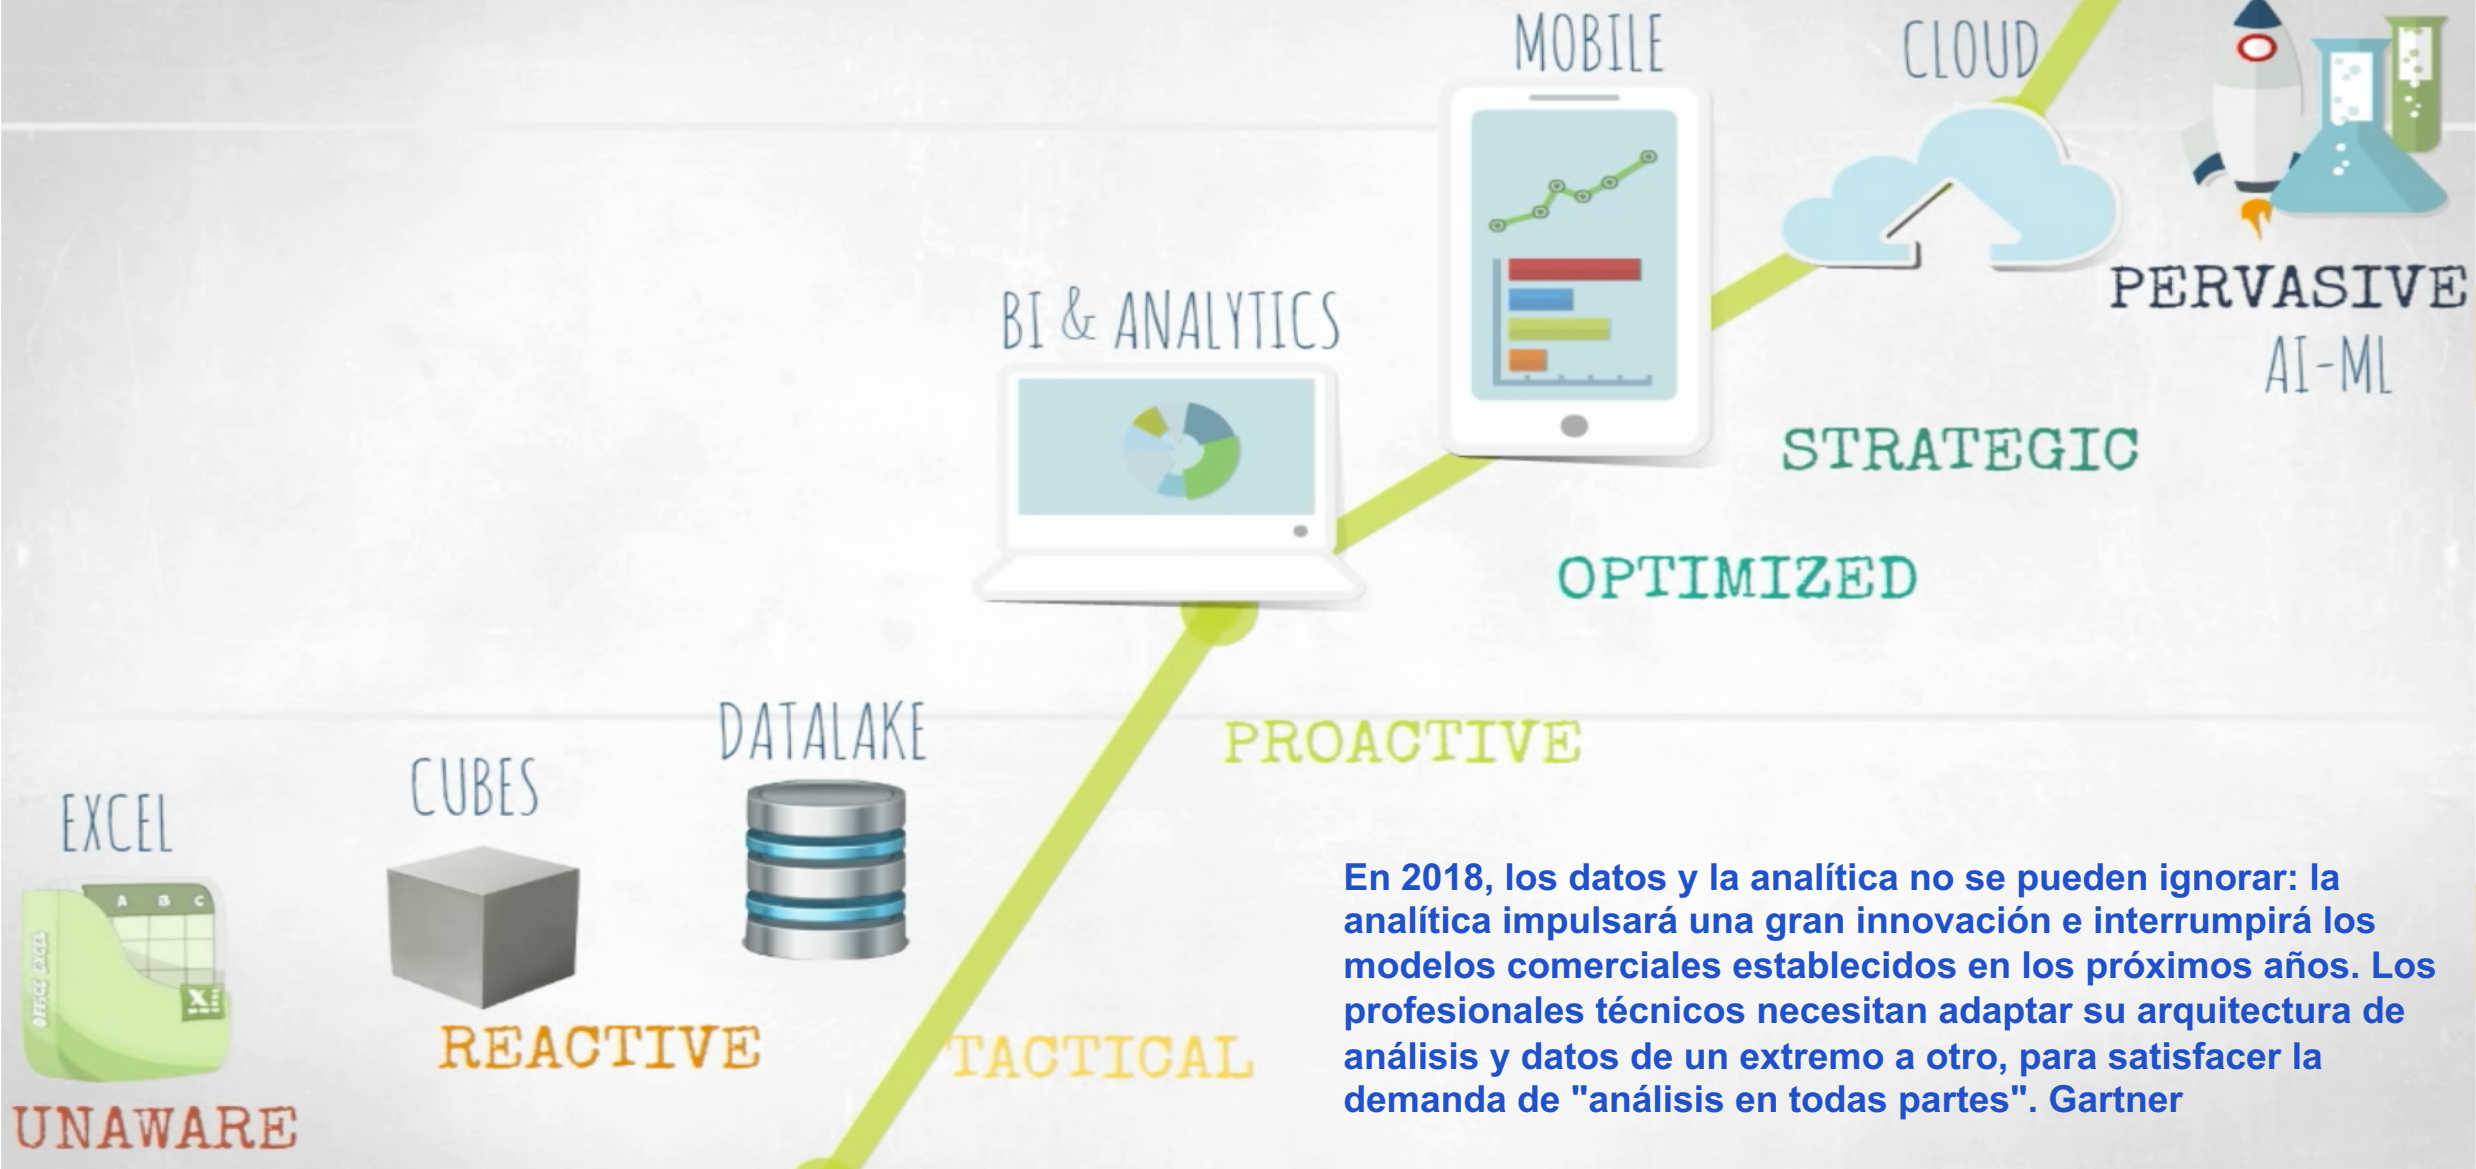 MOBILE
CLOUD
BI & ANALYTICS
PERVASIVE
AI-ML
STRATEGIC
OPTIMIZED
DATALAKE
PROACTIVE
CUBES
EXCEL
A B C
OFFICE EXCEL
X
REACTIVE
TACTICAL
UNAWARE
En 2018, los datos y la analítica no se pueden ignorar: la
analítica impulsará una gran innovación e interrumpirá los
modelos comerciales establecidos en los próximos años. Los
profesionales técnicos necesitan adaptar su arquitectura de
análisis y datos de un extremo a otro, para satisfacer la
demanda de "análisis en todas partes". Gartner